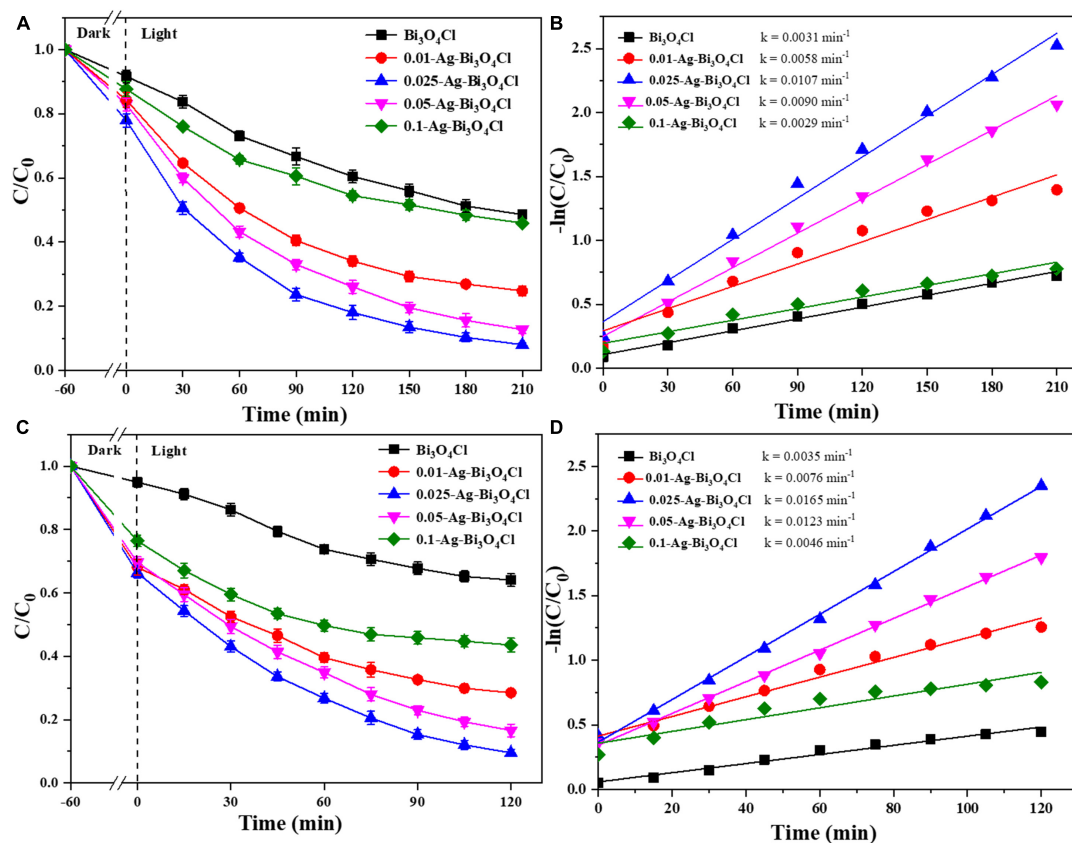 A
Dark
Light
Bi₃O₄Cl
0.01-Ag-Bi₃O₄Cl
0.025-Ag-Bi₃O₄Cl
0.05-Ag-Bi₃O₄Cl
0.1-Ag-Bi₃O₄Cl
C/C₀
1.0
0.8
0.6
0.4
0.2
0.0
-60 0 30 60 90 120 150 180 210
Time (min)
B
Bi₃O₄Cl k = 0.0031 min⁻¹
0.01-Ag-Bi₃O₄Cl k = 0.0058 min⁻¹
0.025-Ag-Bi₃O₄Cl k = 0.0107 min⁻¹
0.05-Ag-Bi₃O₄Cl k = 0.0090 min⁻¹
0.1-Ag-Bi₃O₄Cl k = 0.0029 min⁻¹
-ln(C/C₀)
2.5
2.0
1.5
1.0
0.5
0.0
0 30 60 90 120 150 180 210
Time (min)
C
Dark
Light
Bi₃O₄Cl
0.01-Ag-Bi₃O₄Cl
0.025-Ag-Bi₃O₄Cl
0.05-Ag-Bi₃O₄Cl
0.1-Ag-Bi₃O₄Cl
C/C₀
1.0
0.8
0.6
0.4
0.2
0.0
-60 0 30 60 90 120
Time (min)
D
Bi₃O₄Cl k = 0.0035 min⁻¹
0.01-Ag-Bi₃O₄Cl k = 0.0076 min⁻¹
0.025-Ag-Bi₃O₄Cl k = 0.0165 min⁻¹
0.05-Ag-Bi₃O₄Cl k = 0.0123 min⁻¹
0.1-Ag-Bi₃O₄Cl k = 0.0046 min⁻¹
-ln(C/C₀)
2.5
2.0
1.5
1.0
0.5
0.0
0 20 40 60 80 100 120
Time (min)